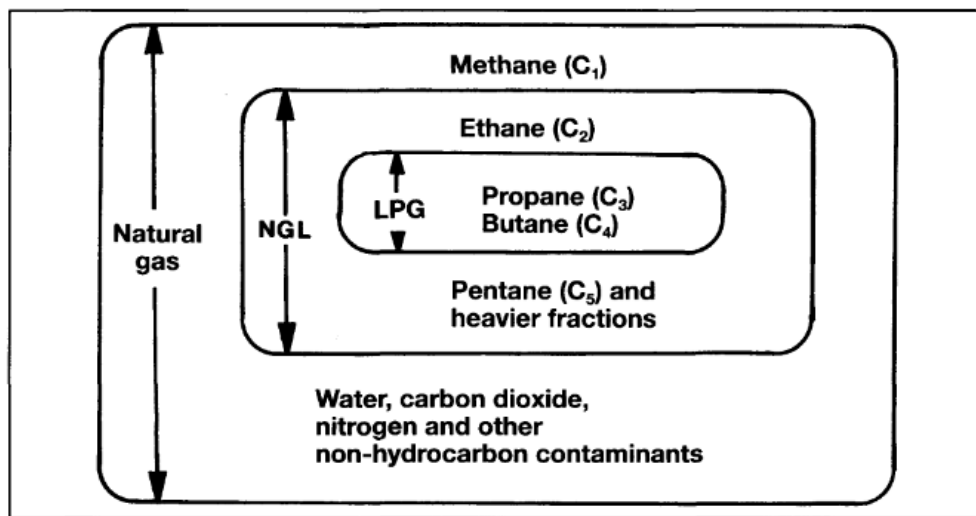 Methane (C₁)
Ethane (C₂)
LPG
Propane (C₃)
Butane (C₄)
NGL
Natural
gas
Pentane (C₅) and
heavier fractions
Water, carbon dioxide,
nitrogen and other
non-hydrocarbon contaminants